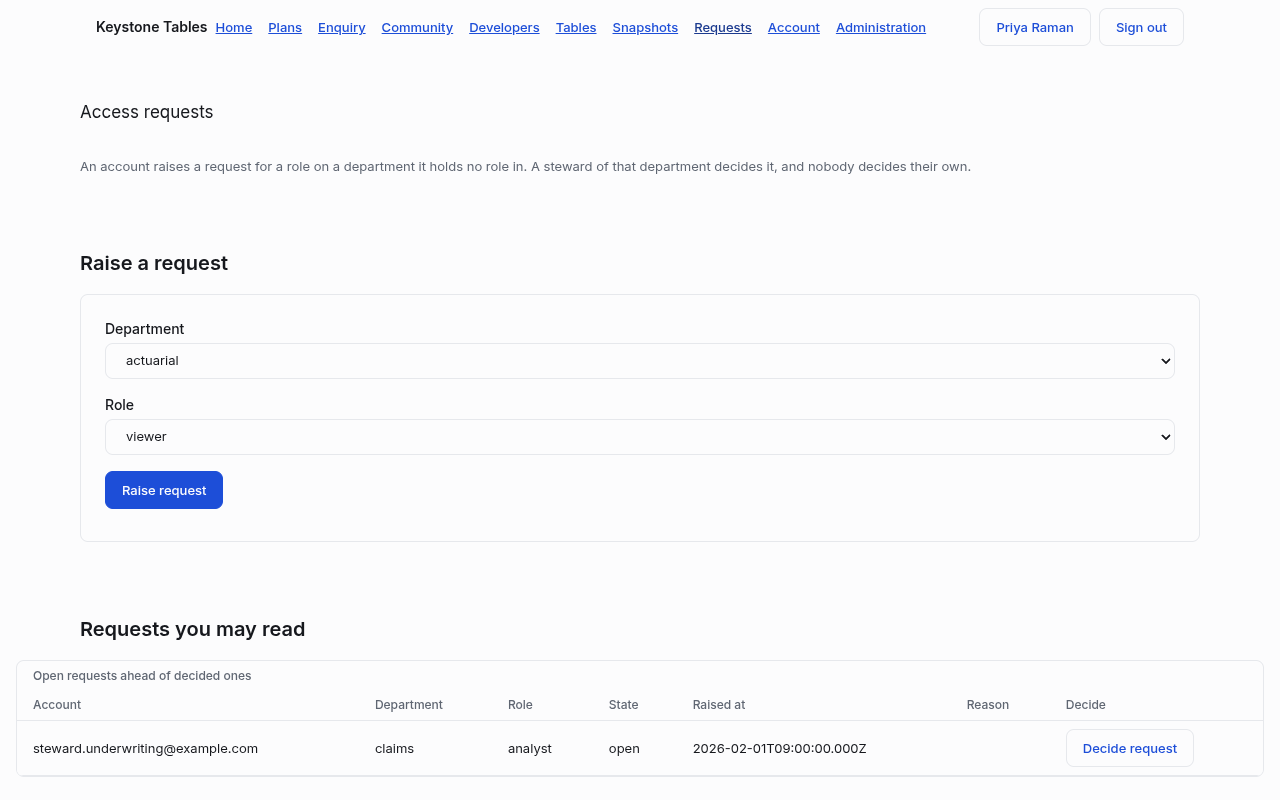 Keystone Tables Home Plans Enquiry Community Developers Tables Snapshots Requests Account Administration Priya Raman Sign out
Access requests
An account raises a request for a role on a department it holds no role in. A steward of that department decides it, and nobody decides their own.
Raise a request
Department
actuarial
Role
viewer
Raise request
Requests you may read
Open requests ahead of decided ones
Account Department Role State Raised at Reason Decide
steward.underwriting@example.com claims analyst open 2026-02-01T09:00:00.000Z Decide request